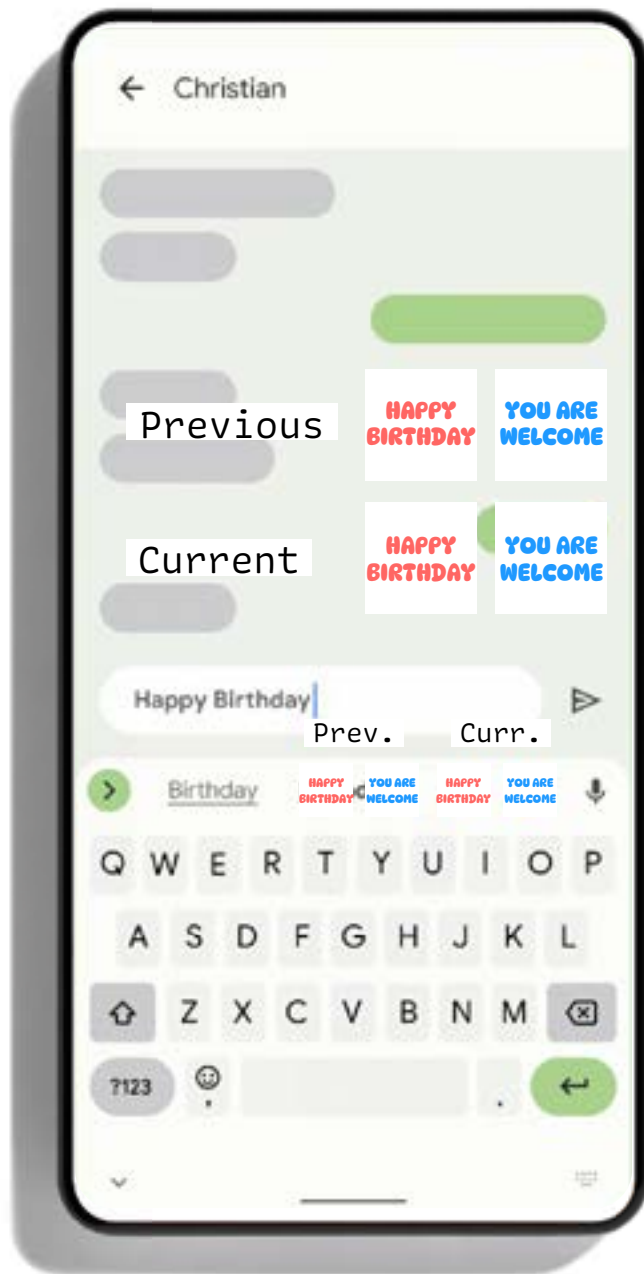 Christian
Previous
HAPPY BIRTHDAY
YOU ARE WELCOME
Current
HAPPY BIRTHDAY
YOU ARE WELCOME
Happy Birthday
Prev. Curr.
Birthday
HAPPY BIRTHDAY
YOU ARE WELCOME
HAPPY BIRTHDAY
YOU ARE WELCOME
Q W E R T Y U I O P
A S D F G H J K L
Z X C V B N M
?123 , .